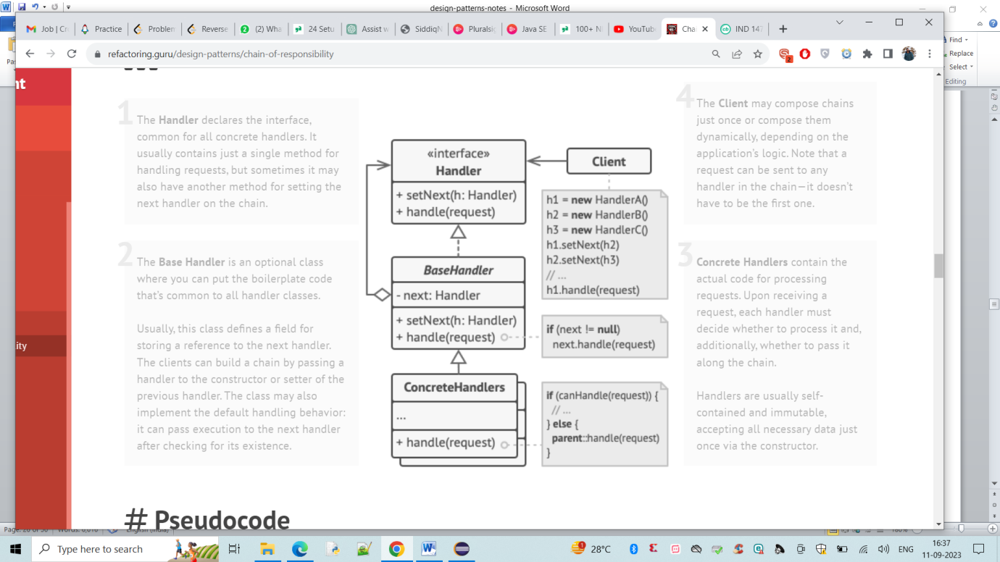 design-patterns-notes - Microsoft Word
Job | Cr
Practice
Problem
Reverse
(2) Wha
24 Setu
Assist w
SiddiqN
Pluralsig
Java SE
100+ N
YouTube
Cha
IND 147
refactoring.guru/design-patterns/chain-of-responsibility
2
Find
Replace
Select
Editing
nt
ity
1
The Handler declares the interface,
common for all concrete handlers. It
usually contains just a single method for
handling requests, but sometimes it may
also have another method for setting the
next handler on the chain.
2
The Base Handler is an optional class
where you can put the boilerplate code
that's common to all handler classes.
Usually, this class defines a field for
storing a reference to the next handler.
The clients can build a chain by passing a
handler to the constructor or setter of the
previous handler. The class may also
implement the default handling behavior:
it can pass execution to the next handler
after checking for its existence.
«interface»
Handler
+ setNext(h: Handler)
+ handle(request)
BaseHandler
- next: Handler
+ setNext(h: Handler)
+ handle(request)
ConcreteHandlers
...
+ handle(request)
Client
h1 = new HandlerA()
h2 = new HandlerB()
h3 = new HandlerC()
h1.setNext(h2)
h2.setNext(h3)
// ...
h1.handle(request)
if (next != null)
next.handle(request)
if (canHandle(request)) {
// ...
} else {
parent::handle(request)
}
4
The Client may compose chains
just once or compose them
dynamically, depending on the
application's logic. Note that a
request can be sent to any
handler in the chain—it doesn't
have to be the first one.
3
Concrete Handlers contain the
actual code for processing
requests. Upon receiving a
request, each handler must
decide whether to process it and,
additionally, whether to pass it
along the chain.
Handlers are usually self-
contained and immutable,
accepting all necessary data just
once via the constructor.
# Pseudocode
Type here to search
28°C
ENG
16:37
11-09-2023